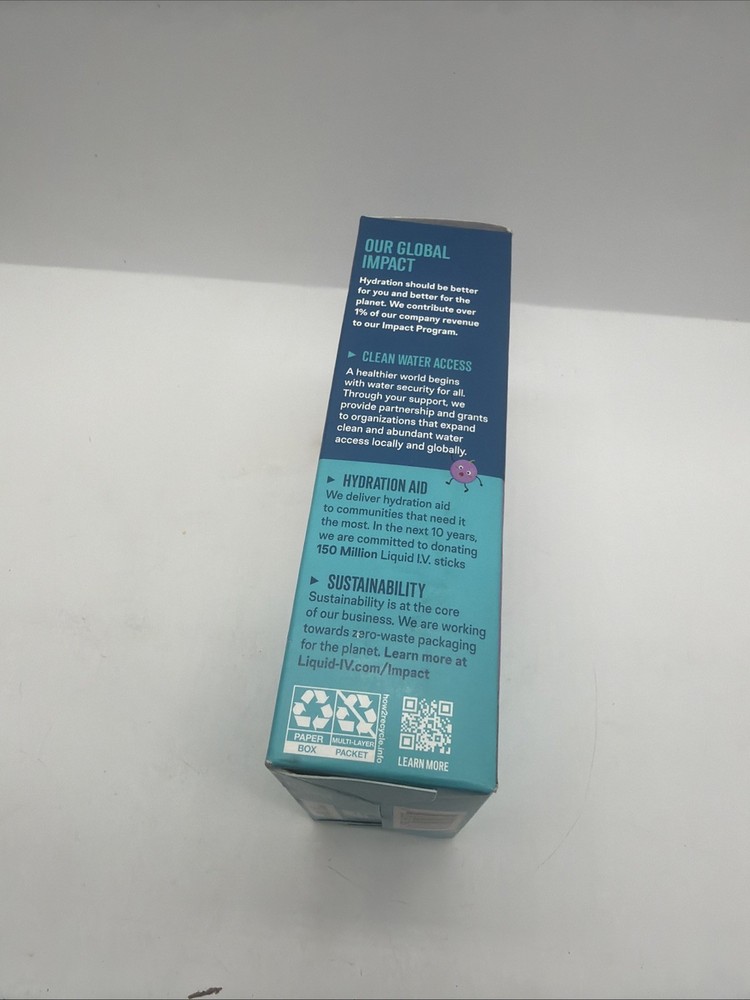 OUR GLOBAL
IMPACT
Hydration should be better
for you and better for the
planet. We contribute over
1% of our company revenue
to our Impact Program.
► CLEAN WATER ACCESS
A healthier world begins
with water security for all.
Through your support, we
provide partnership and grants
to organizations that expand
clean and abundant water
access locally and globally.
► HYDRATION AID
We deliver hydration aid
to communities that need it
the most. In the next 10 years,
we are committed to donating
150 Million Liquid I.V. sticks
► SUSTAINABILITY
Sustainability is at the core
of our business. We are working
towards zero-waste packaging
for the planet. Learn more at
Liquid-IV.com/Impact
PAPER
BOX
MULTI-LAYER
PACKET
how2recycle.info
LEARN MORE